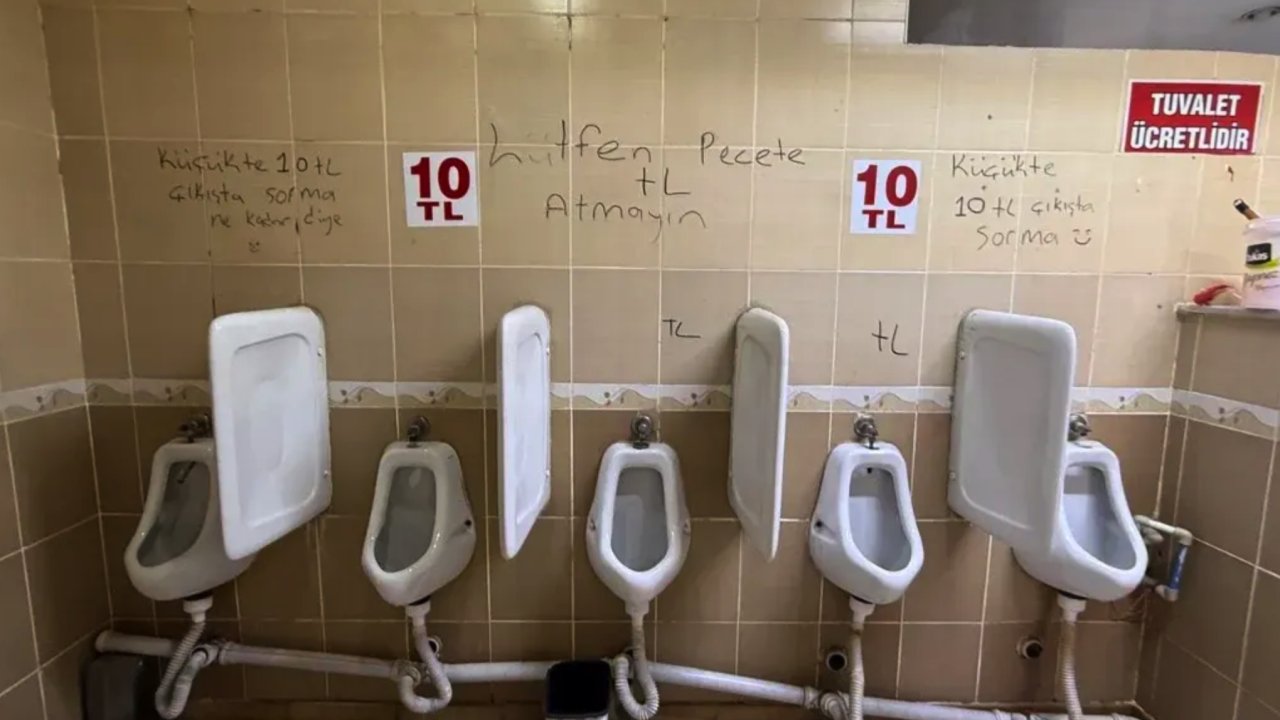 TUVALET
ÜCRETLİDİR
Küçükte 10 tL
Çıkışta sorma
ne kadar diye
10
TL
Lütfen Peçete
tL
Atmayın
10
TL
Küçükte
10 tL çıkışta
Sorma
TL
tL